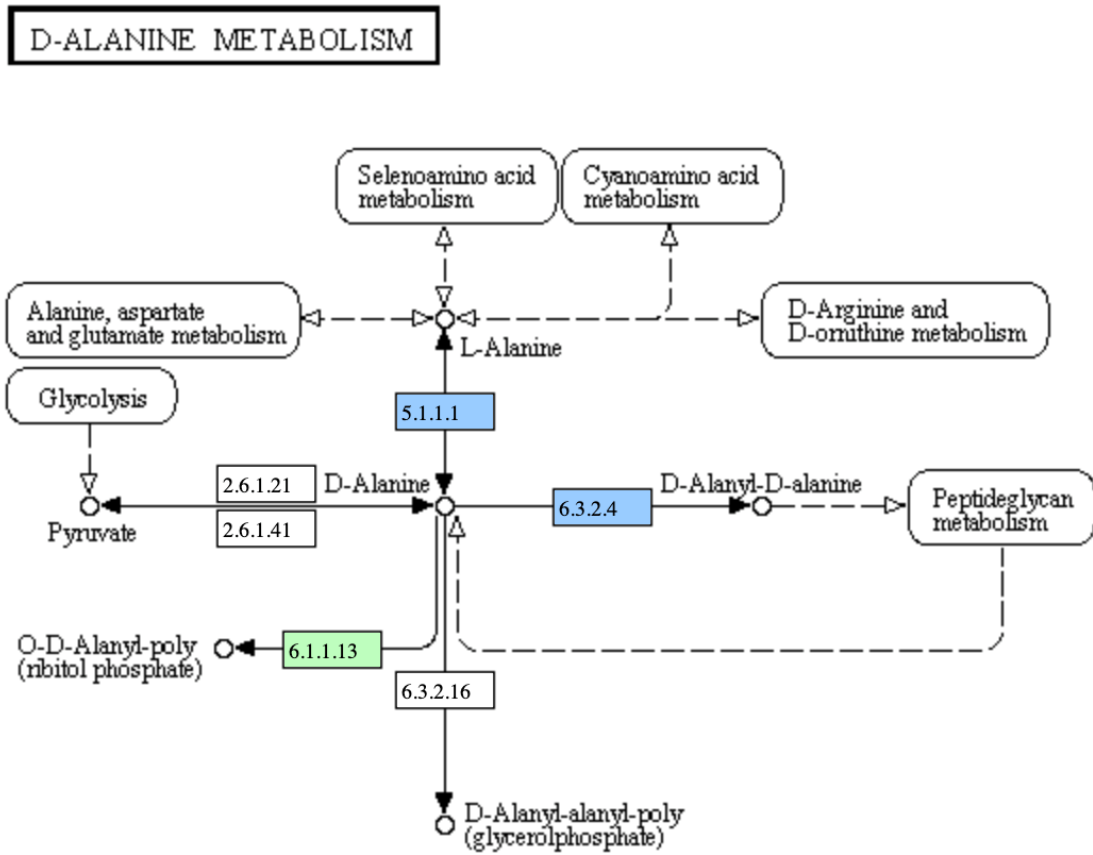 D-ALANINE METABOLISM
Selenoamino acid
metabolism
Cyanoamino acid
metabolism
Alanine, aspartate
and glutamate metabolism
D-Arginine and
D-ornithine metabolism
L-Alanine
Glycolysis
5.1.1.1
2.6.1.21
D-Alanine
D-Alanyl-D-alanine
6.3.2.4
Peptideglycan
metabolism
Pyruvate
2.6.1.41
O-D-Alanyl-poly
(ribitol phosphate)
6.1.1.13
6.3.2.16
D-Alanyl-alanyl-poly
(glycerolphosphate)